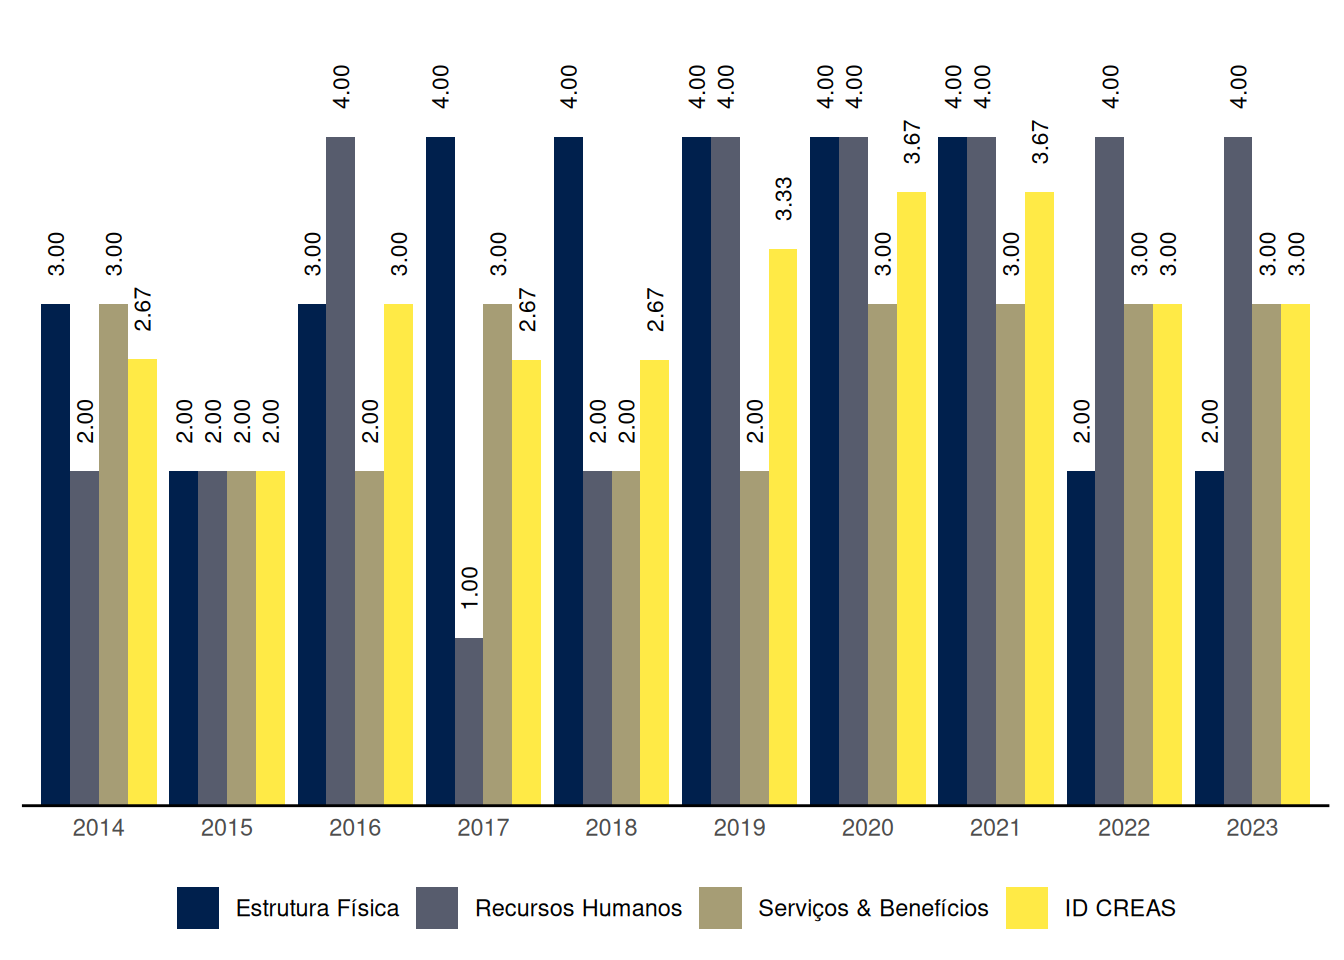 4.00 4.00 4.00 4.00 4.00 4.00 4.00 4.00 4.00 4.00 4.00
3.67 3.67
3.33
3.00 3.00 3.00 3.00 3.00 3.00 3.00 3.00 3.00 3.00 3.00
2.67 2.67 2.67
2.00 2.00 2.00 2.00 2.00 2.00 2.00 2.00 2.00 2.00 2.00
1.00
2014 2015 2016 2017 2018 2019 2020 2021 2022 2023
Estrutura Física Recursos Humanos Serviços & Benefícios ID CREAS